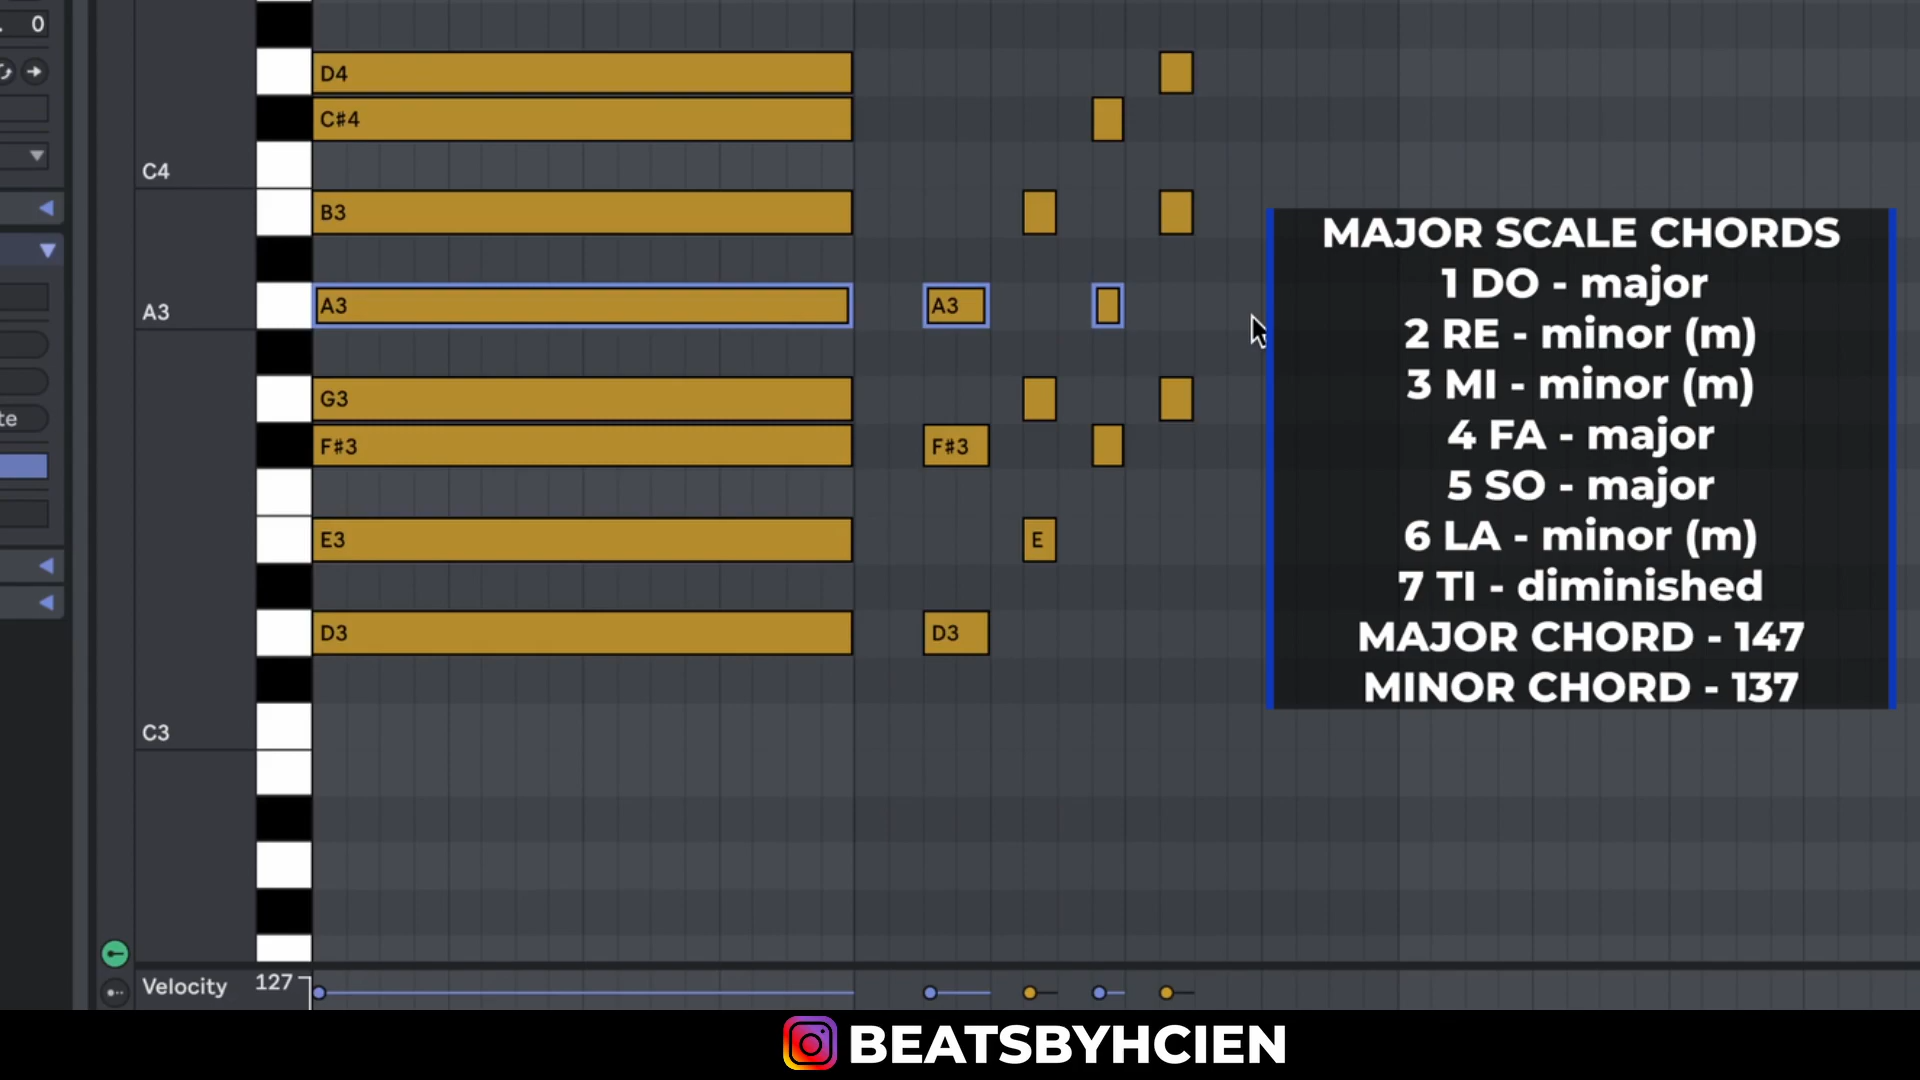 0
D4
C#4
C4
B3
A3
A3
A3
G3
te
F#3
F#3
E3
E
D3
D3
C3
Velocity 127
MAJOR SCALE CHORDS
1 DO - major
2 RE - minor (m)
3 MI - minor (m)
4 FA - major
5 SO - major
6 LA - minor (m)
7 TI - diminished
MAJOR CHORD - 147
MINOR CHORD - 137
BEATSBYHCIEN